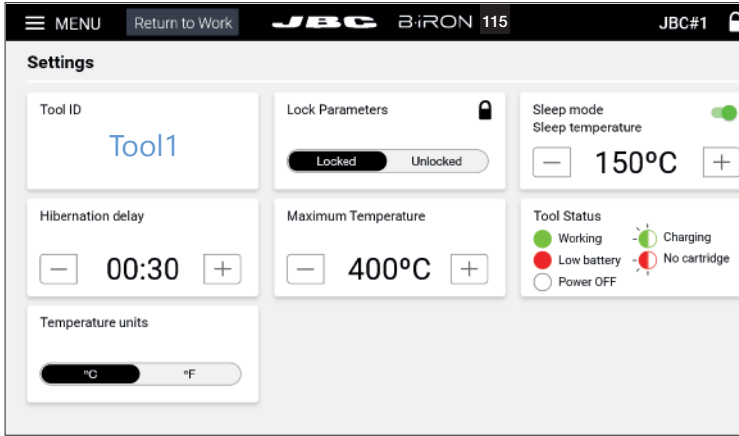 MENU Return to Work JBC B·iRON 115 JBC#1
Settings
Tool ID
Tool1
Lock Parameters
Locked Unlocked
Sleep mode
Sleep temperature
150ºC
Hibernation delay
00:30
Maximum Temperature
400ºC
Tool Status
Working Charging
Low battery No cartridge
Power OFF
Temperature units
ºC ºF